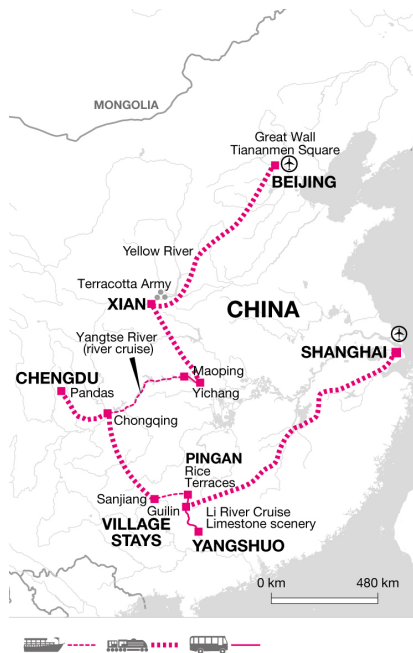 MONGOLIA
Great Wall
Tiananmen Square
BEIJING
Yellow River
Terracotta Army
XIAN
CHINA
Yangtse River
(river cruise)
SHANGHAI
Maoping
CHENGDU
Pandas
Yichang
Chongqing
PINGAN
Rice
Terraces
Sanjiang
Guilin
Li River Cruise
Limestone scenery
VILLAGE
STAYS
YANGSHUO
0 km
480 km